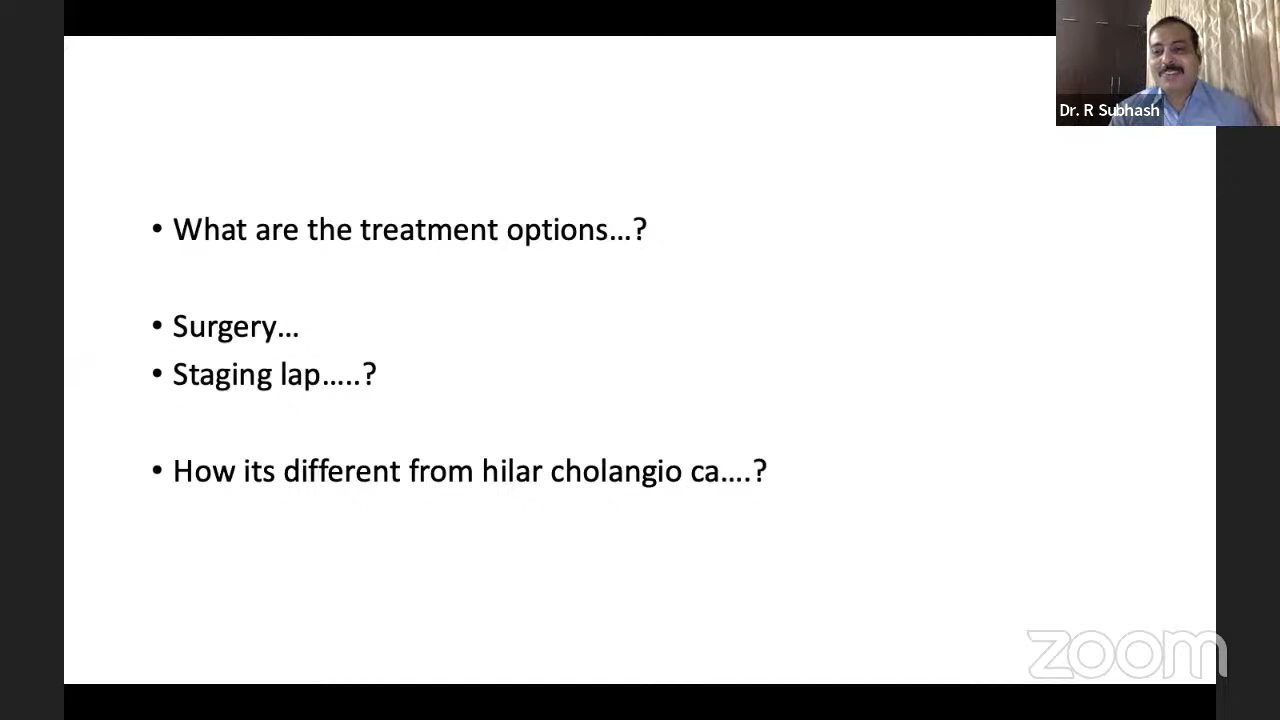 Dr. R Subhash
• What are the treatment options...?
• Surgery...
• Staging lap.....?
• How its different from hilar cholangio ca....?
zoom